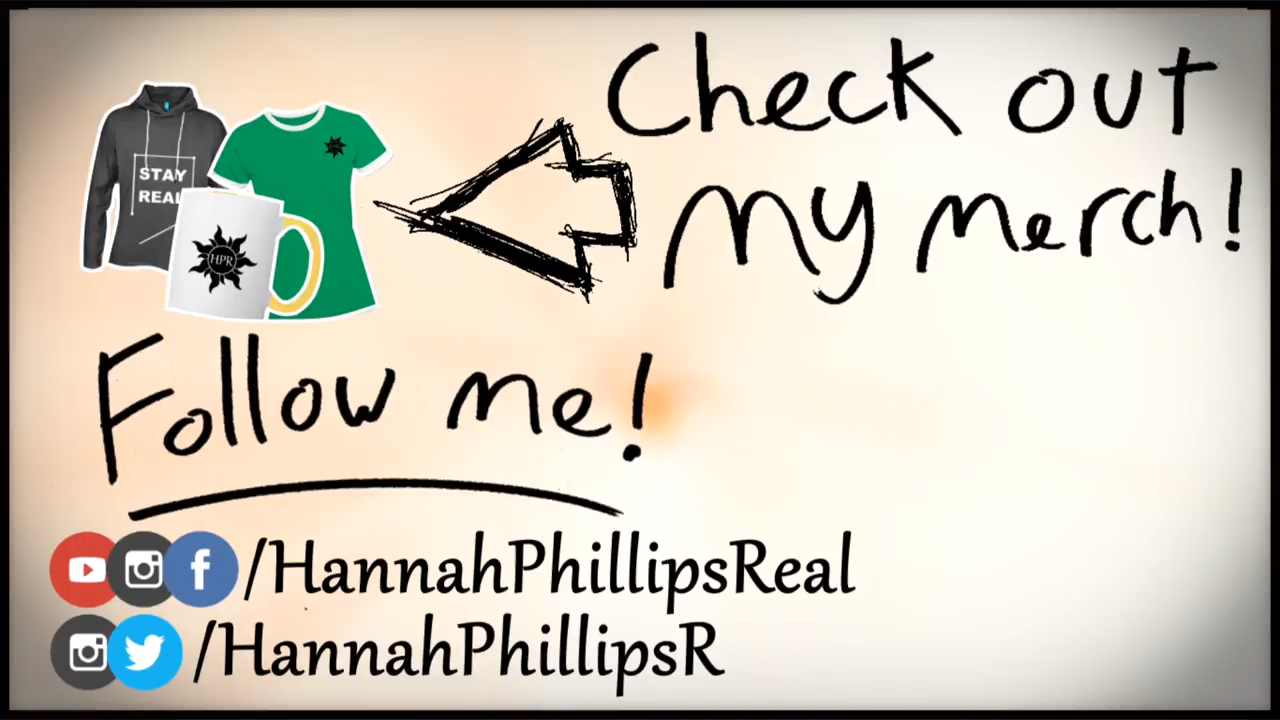 Check out
My Merch!
STAY
REAL
HPR
Follow me!
/HannahPhillipsReal
/HannahPhillipsR